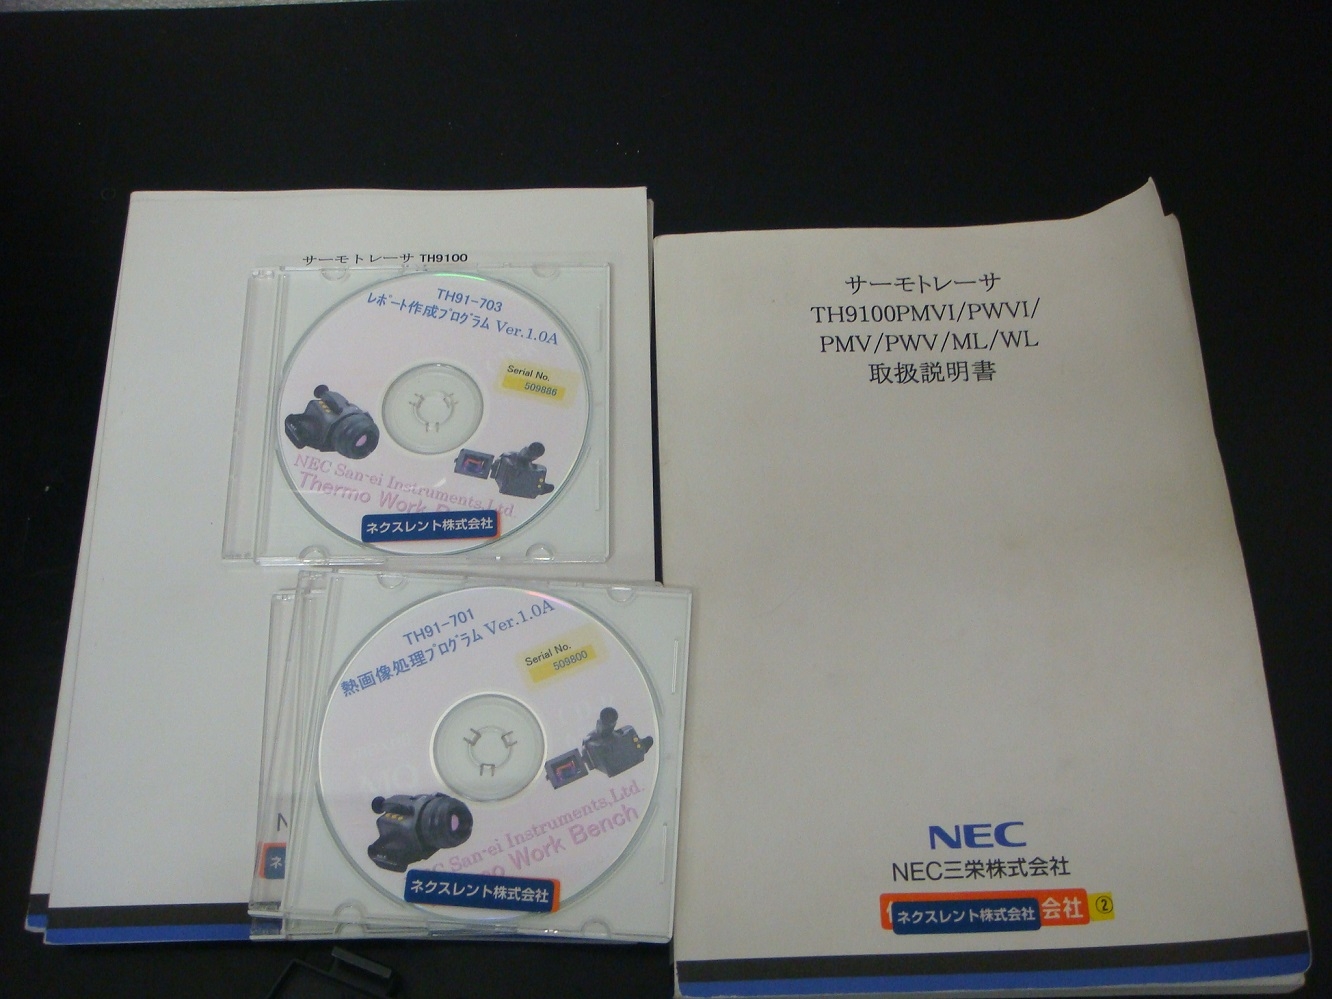 サーモトレーサ TH9100
TH91-703
レポート作成プログラム Ver.1.0A
Serial No.
509886
NEC San-ei Instruments,Ltd.
Thermo Work
ネクスレント株式会社
TH91-701
熱画像処理プログラム Ver.1.0A
Serial No.
509800
San-ei Instruments,Ltd.
Work Bench
ネクスレント株式会社
サーモトレーサ
TH9100PMVI/PWVI/
PMV/PWV/ML/WL
取扱説明書
NEC
NEC三栄株式会社
ネクスレント株式会社
会社 ②